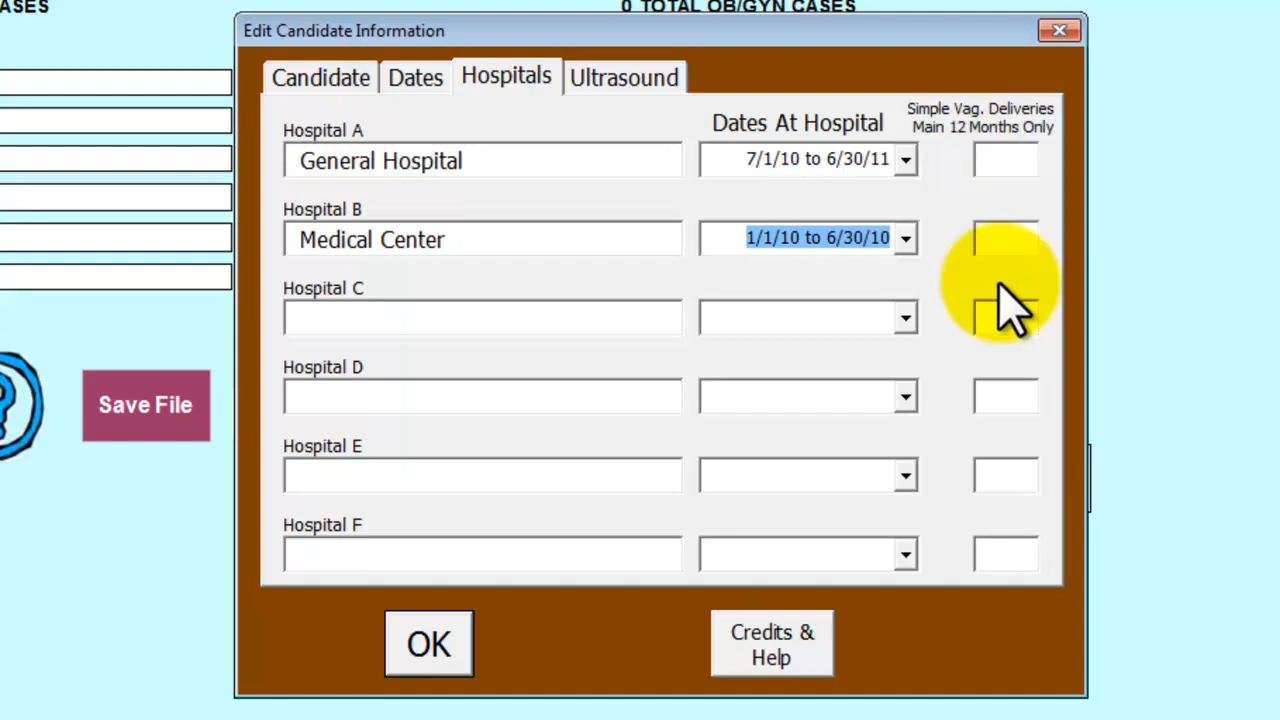 ASES
0 TOTAL OB/GYN CASES
Edit Candidate Information
Candidate Dates Hospitals Ultrasound
Simple Vag. Deliveries
Main 12 Months Only
Dates At Hospital
Hospital A
General Hospital
7/1/10 to 6/30/11
Hospital B
Medical Center
1/1/10 to 6/30/10
Hospital C
Hospital D
Hospital E
Hospital F
?
Save File
OK
Credits &
Help